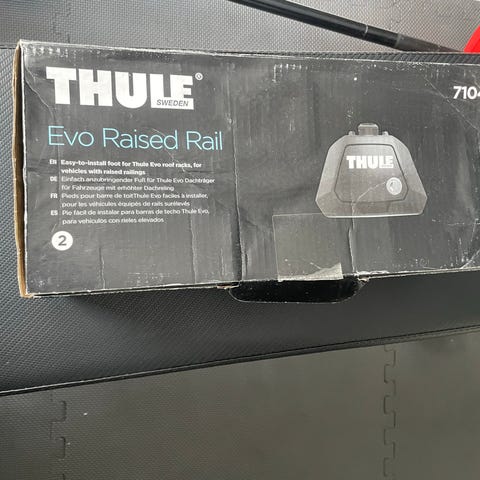 THULE®
SWEDEN
7104
Evo Raised Rail
EN Easy-to-install foot for Thule Evo roof racks, for
vehicles with raised railings
DE Einfach anzubringender Fuß für Thule Evo Dachträger
für Fahrzeuge mit erhöhter Dachreling
FR Pieds pour barre de toitThule Evo faciles à installer,
pour les véhicules équipés de rails surélevés
ES Pie fácil de instalar para barras de techo Thule Evo,
para vehículos con rieles elevados
2
THULE